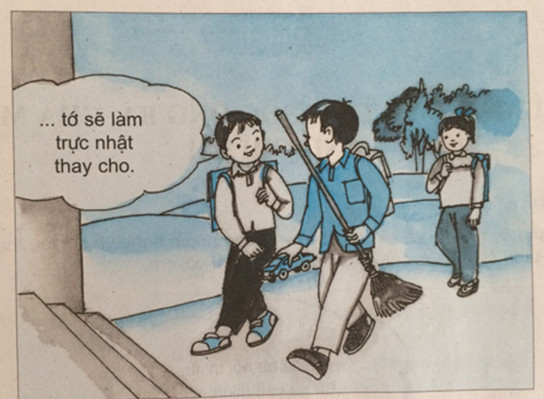 ... tớ sẽ làm
trực nhật
thay cho.